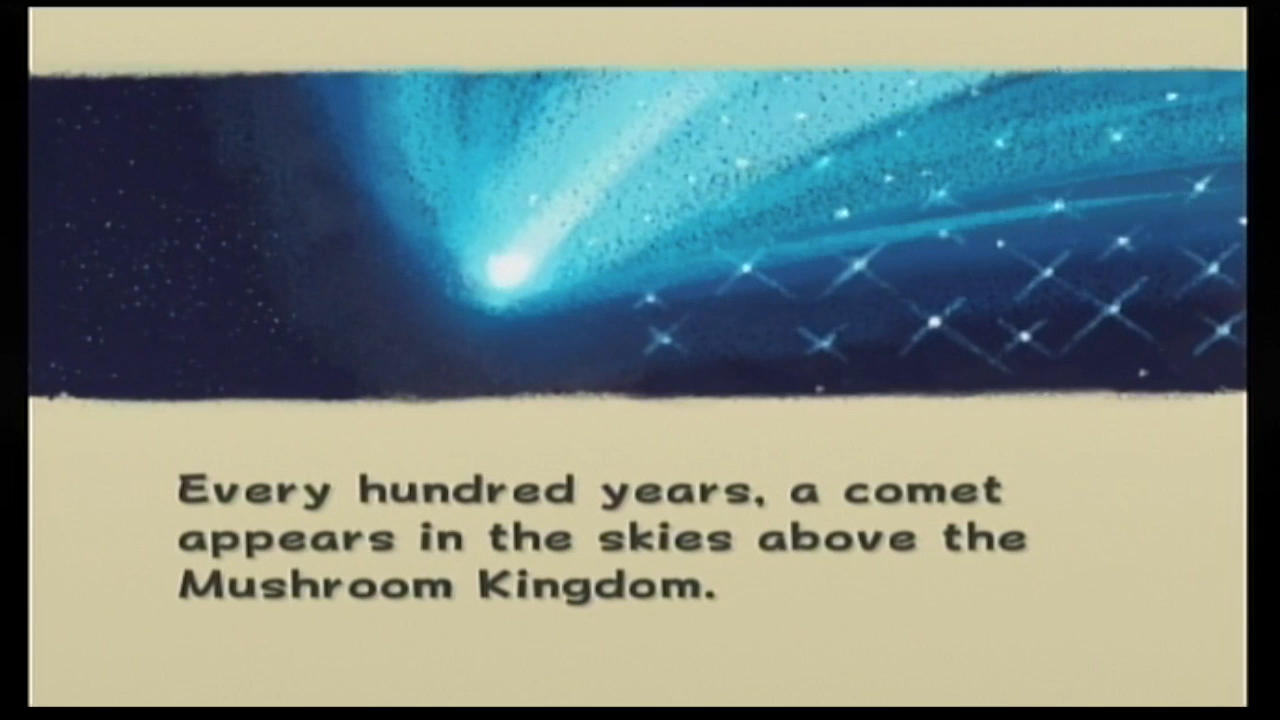 Every hundred years, a comet
appears in the skies above the
Mushroom Kingdom.